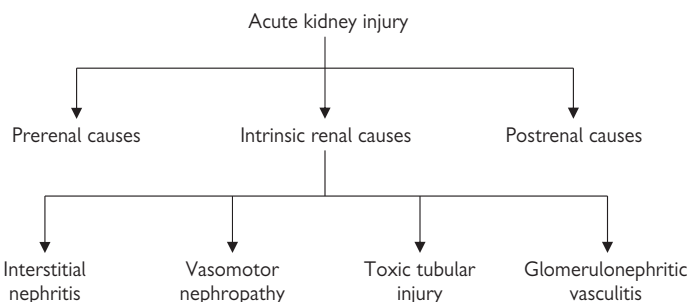 Acute kidney injury
Prerenal causes
Intrinsic renal causes
Postrenal causes
Interstitial
nephritis
Vasomotor
nephropathy
Toxic tubular
injury
Glomerulonephritic
vasculitis